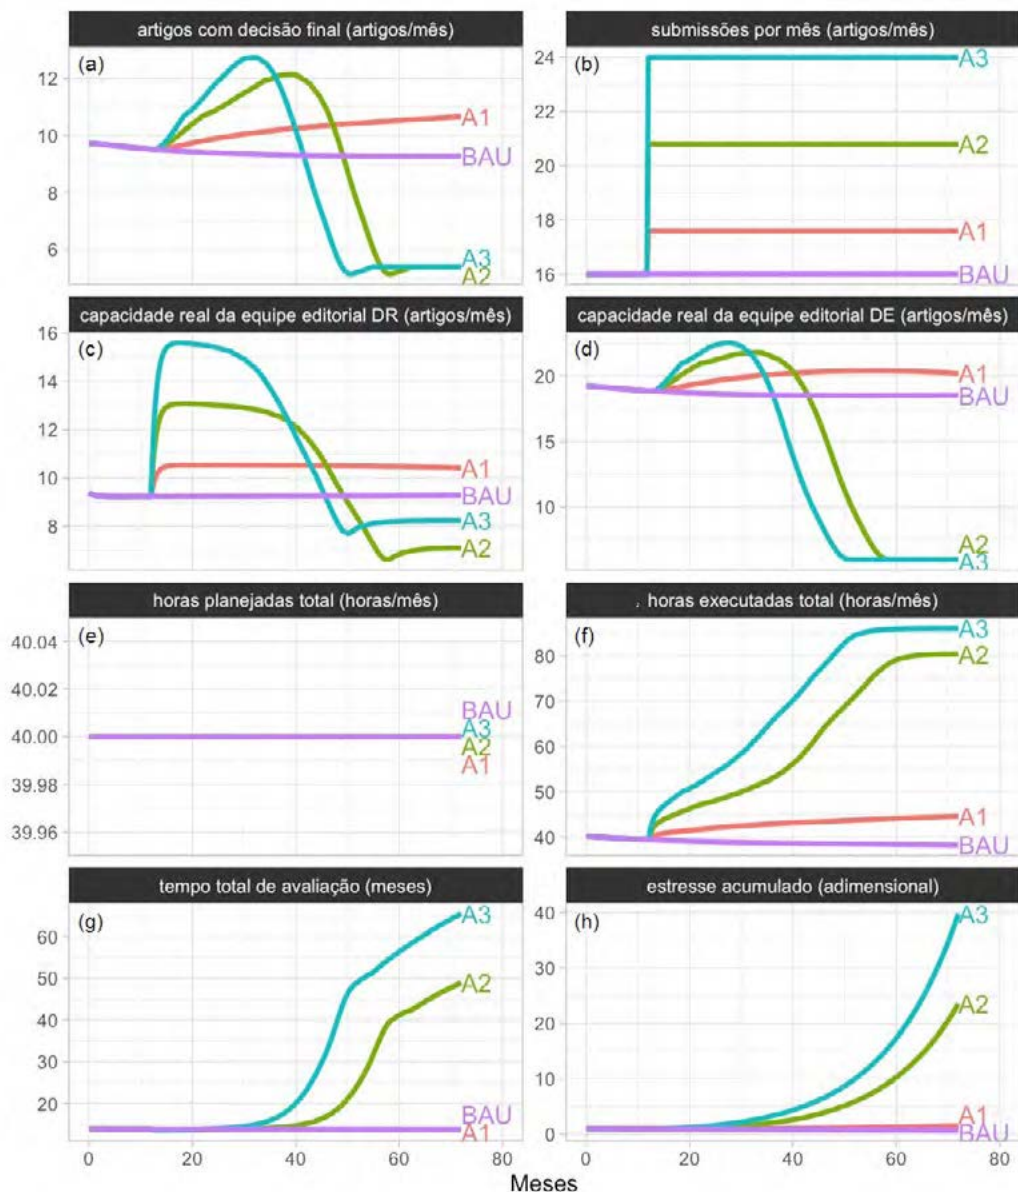 artigos com decisão final (artigos/mês)
(a)
12
10
8
6
A1
BAU
A3
A2
submissões por mês (artigos/mês)
(b)
24
22
20
18
16
A3
A2
A1
BAU
capacidade real da equipe editorial DR (artigos/mês)
(c)
16
14
12
10
8
A1
BAU
A3
A2
capacidade real da equipe editorial DE (artigos/mês)
(d)
20
15
10
A1
BAU
A2
A3
horas planejadas total (horas/mês)
(e)
40.04
40.02
40.00
39.98
39.96
BAU
A3
A2
A1
horas executadas total (horas/mês)
(f)
80
70
60
50
40
A3
A2
A1
BAU
tempo total de avaliação (meses)
(g)
60
50
40
30
20
A3
A2
BAU
A1
0 20 40 60 80
estresse acumulado (adimensional)
(h)
40
30
20
10
0
A3
A2
A1
BAU
0 20 40 60 80
Meses